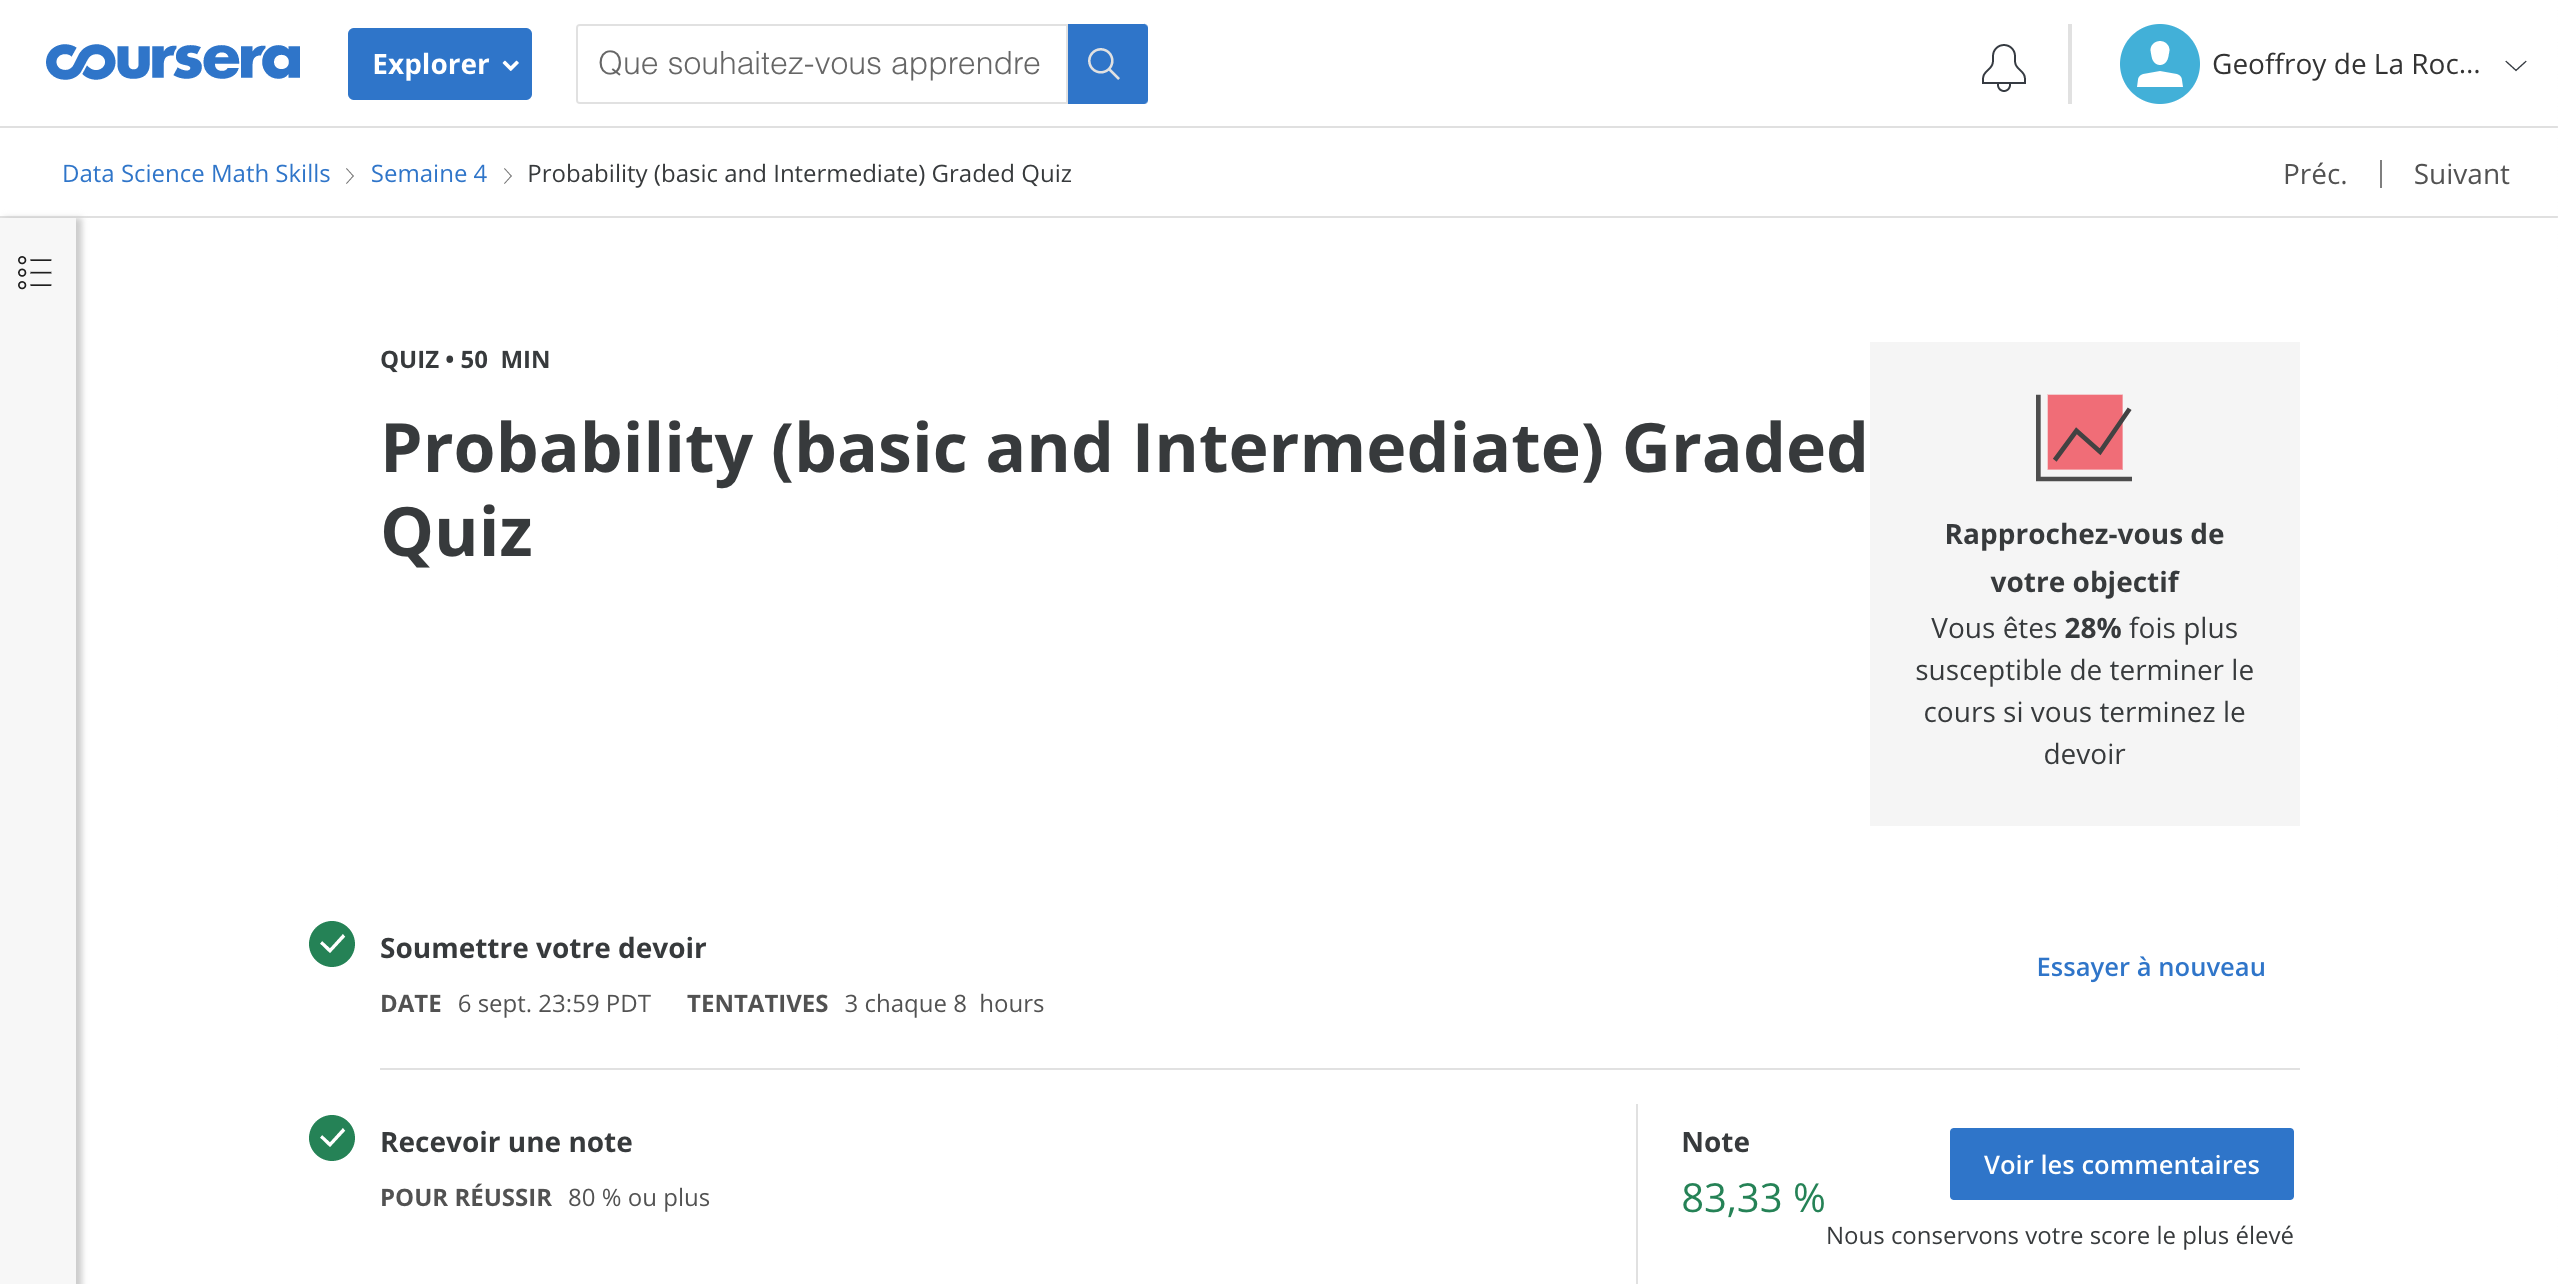 coursera
Explorer
Que souhaitez-vous apprendre
Geoffroy de La Roc...
Data Science Math Skills > Semaine 4 > Probability (basic and Intermediate) Graded Quiz
Préc. | Suivant
QUIZ • 50 MIN
Probability (basic and Intermediate) Graded
Quiz
Rapprochez-vous de
votre objectif
Vous êtes 28% fois plus
susceptible de terminer le
cours si vous terminez le
devoir
Soumettre votre devoir
DATE 6 sept. 23:59 PDT TENTATIVES 3 chaque 8 hours
Essayer à nouveau
Recevoir une note
POUR RÉUSSIR 80 % ou plus
Note
83,33 %
Voir les commentaires
Nous conservons votre score le plus élevé